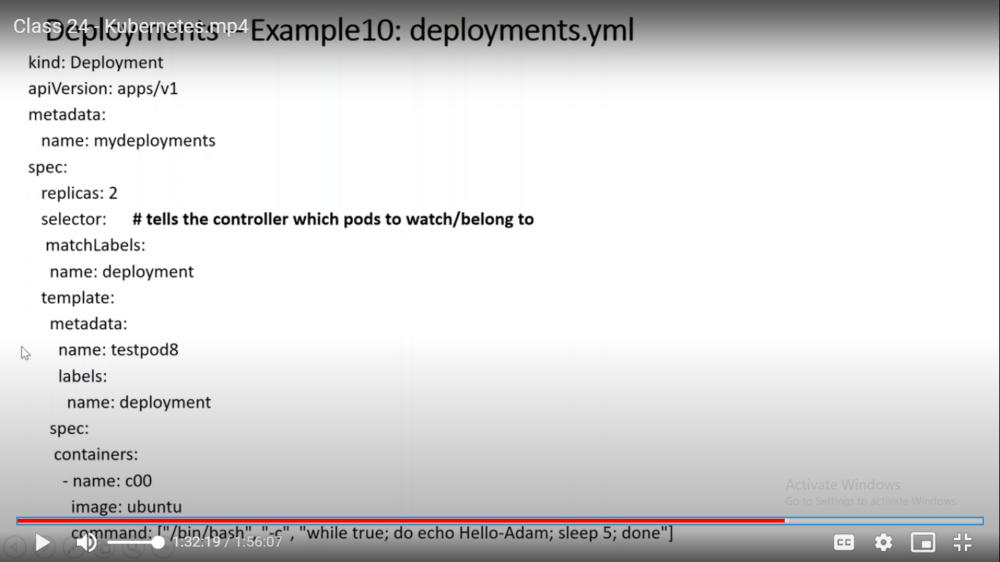 Class 24 - Kubernetes.mp4
Deployments - Example10: deployments.yml
kind: Deployment
apiVersion: apps/v1
metadata:
name: mydeployments
spec:
replicas: 2
selector: # tells the controller which pods to watch/belong to
matchLabels:
name: deployment
template:
metadata:
name: testpod8
labels:
name: deployment
spec:
containers:
- name: c00
image: ubuntu
command: ["/bin/bash", "-c", "while true; do echo Hello-Adam; sleep 5; done"]
Activate Windows
Go to Settings to activate Windows.
1:32:19 / 1:56:07
CC